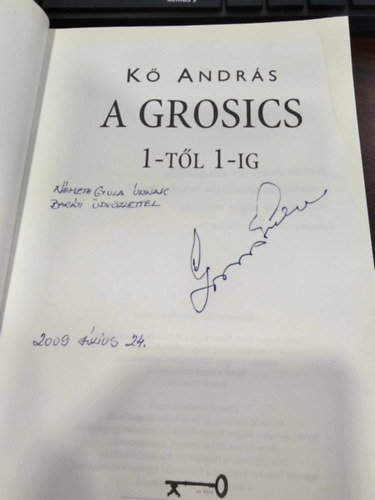 KŐ ANDRÁS
A GROSICS
1-TŐL 1-IG
NÉMETH GYULA ÚRNAK
BARÁTI ÜDVÖZLETTEL
2009 JÚLIUS 24.